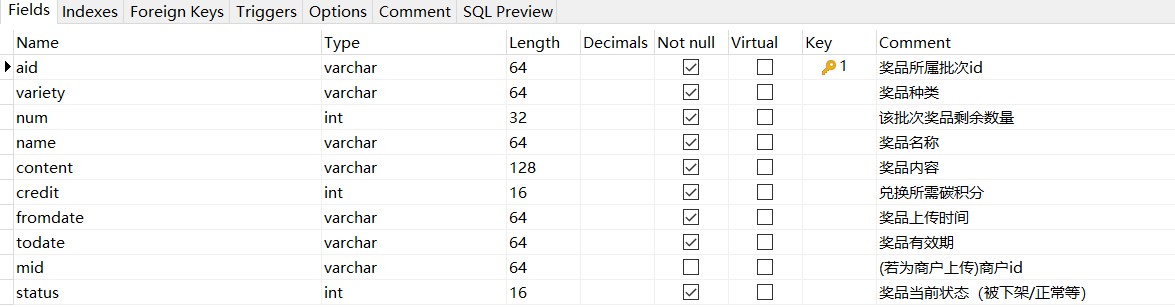 Fields Indexes Foreign Keys Triggers Options Comment SQL Preview
Name Type Length Decimals Not null Virtual Key Comment
aid varchar 64 1 奖品所属批次id
variety varchar 64 奖品种类
num int 32 该批次奖品剩余数量
name varchar 64 奖品名称
content varchar 128 奖品内容
credit int 16 兑换所需碳积分
fromdate varchar 64 奖品上传时间
todate varchar 64 奖品有效期
mid varchar 64 (若为商户上传)商户id
status int 16 奖品当前状态（被下架/正常等）